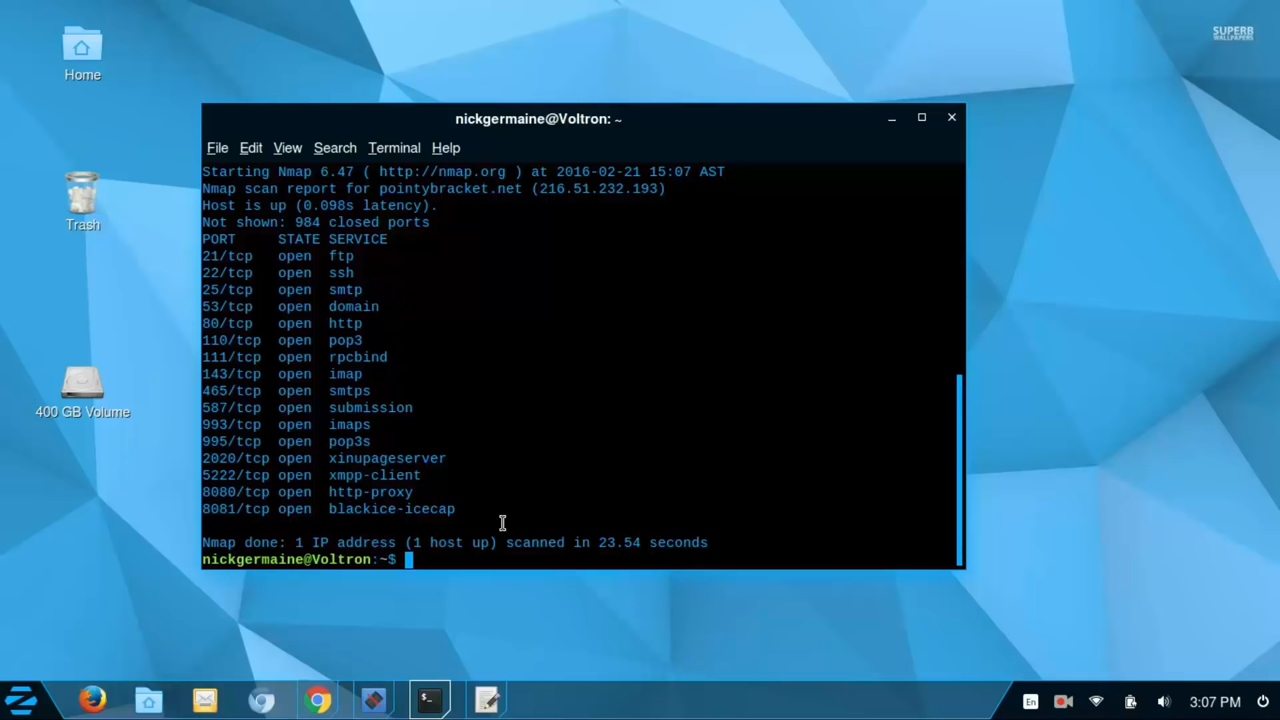 SUPERB
WALLPAPERS
Home
Trash
400 GB Volume
nickgermaine@Voltron: ~
File Edit View Search Terminal Help
Starting Nmap 6.47 ( http://nmap.org ) at 2016-02-21 15:07 AST
Nmap scan report for pointybracket.net (216.51.232.193)
Host is up (0.098s latency).
Not shown: 984 closed ports
PORT     STATE SERVICE
21/tcp   open  ftp
22/tcp   open  ssh
25/tcp   open  smtp
53/tcp   open  domain
80/tcp   open  http
110/tcp  open  pop3
111/tcp  open  rpcbind
143/tcp  open  imap
465/tcp  open  smtps
587/tcp  open  submission
993/tcp  open  imaps
995/tcp  open  pop3s
2020/tcp open  xinupageserver
5222/tcp open  xmpp-client
8080/tcp open  http-proxy
8081/tcp open  blackice-icecap
Nmap done: 1 IP address (1 host up) scanned in 23.54 seconds
nickgermaine@Voltron:~$
En 3:07 PM